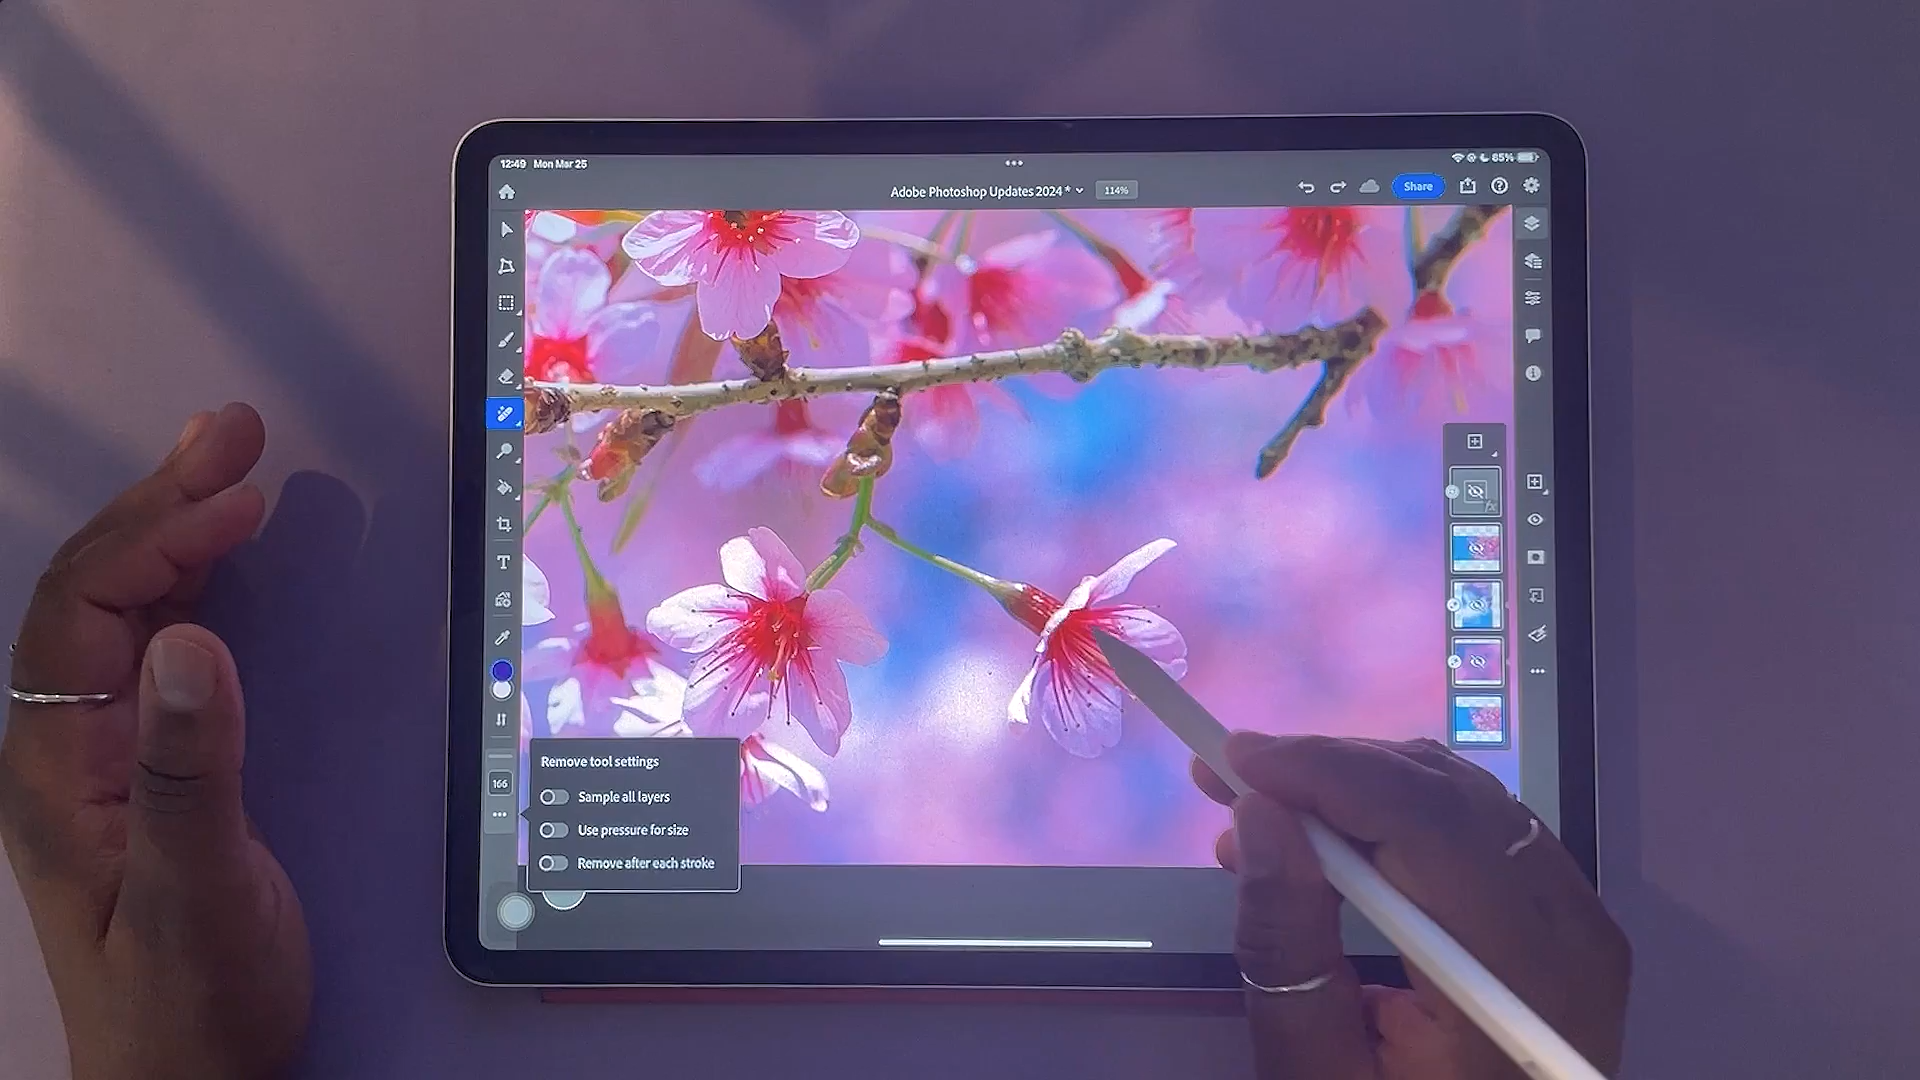 12:49 Mon Mar 25
85%
Adobe Photoshop Updates 2024 *
114%
Share
T
fx
166
Remove tool settings
Sample all layers
Use pressure for size
Remove after each stroke